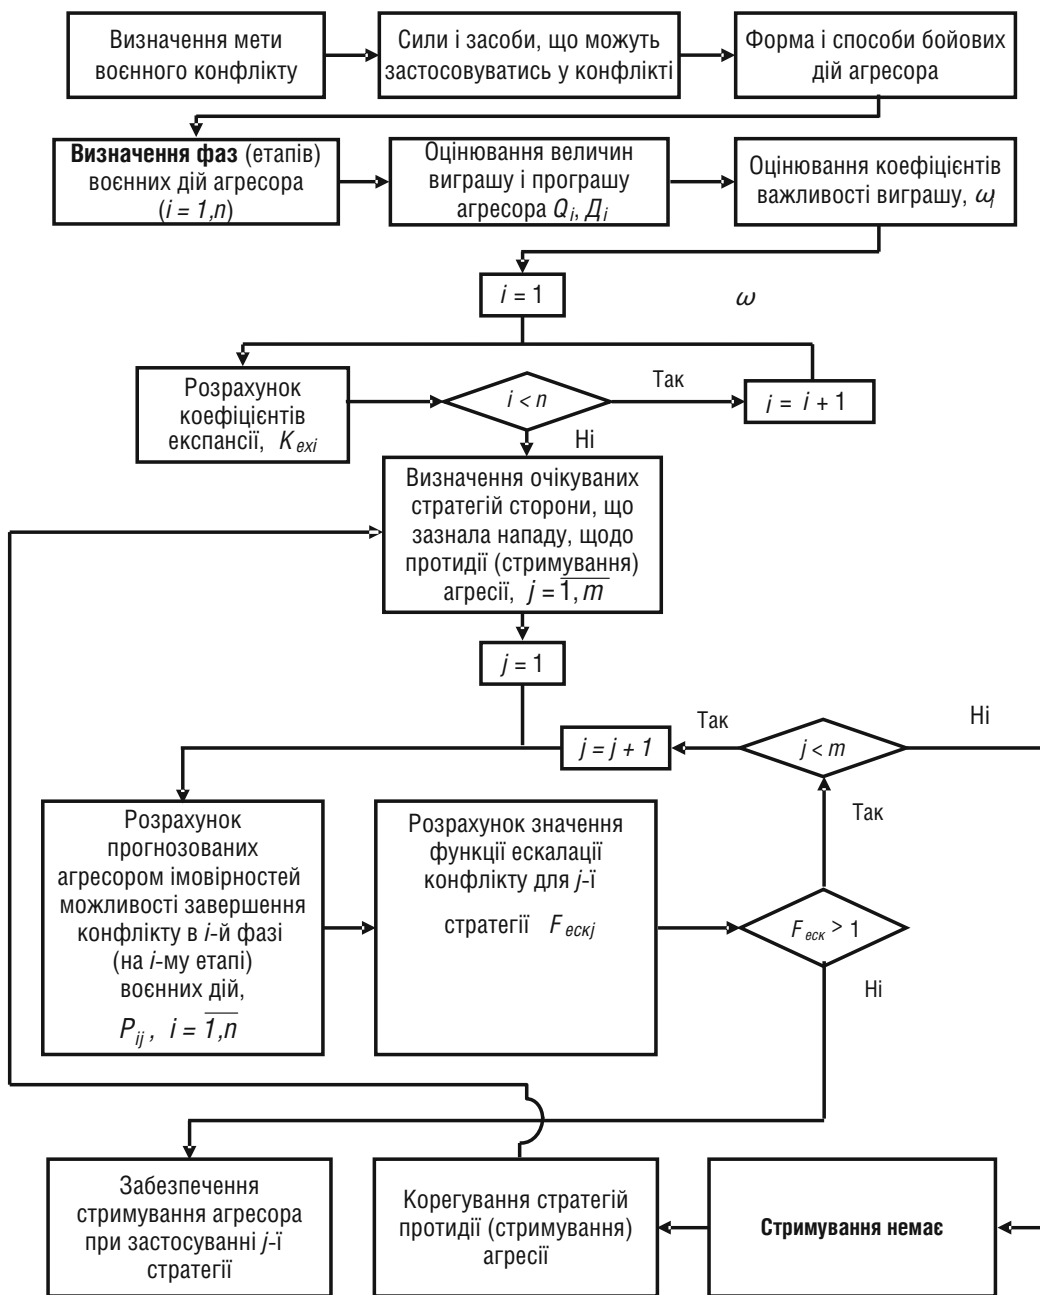 Визначення мети
воєнного конфлікту
Сили і засоби, що можуть
застосовуватись у конфлікті
Форма і способи бойових
дій агресора
Визначення фаз (етапів)
воєнних дій агресора
(i = 1,n)
Оцінювання величин
виграшу і програшу
агресора Qi, Дi
Оцінювання коефіцієнтів
важливості виграшу, ωi
i = 1
ω
Розрахунок
коефіцієнтів
експансії, Kexi
i < n
Так
i = i + 1
Ні
Визначення очікуваних
стратегій сторони, що
зазнала нападу, щодо
протидії (стримування)
агресії, j = 1, m
j = 1
j = j + 1
Так
j < m
Ні
Так
Розрахунок
прогнозованих
агресором імовірностей
можливості завершення
конфлікту в i-й фазі
(на i-му етапі)
воєнних дій,
Pij, i = 1,n
Розрахунок значення
функції ескалації
конфлікту для j-ї
стратегії Fескj
Fеск > 1
Ні
Забезпечення
стримування агресора
при застосуванні j-ї
стратегії
Корегування стратегій
протидії (стримування)
агресії
Стримування немає